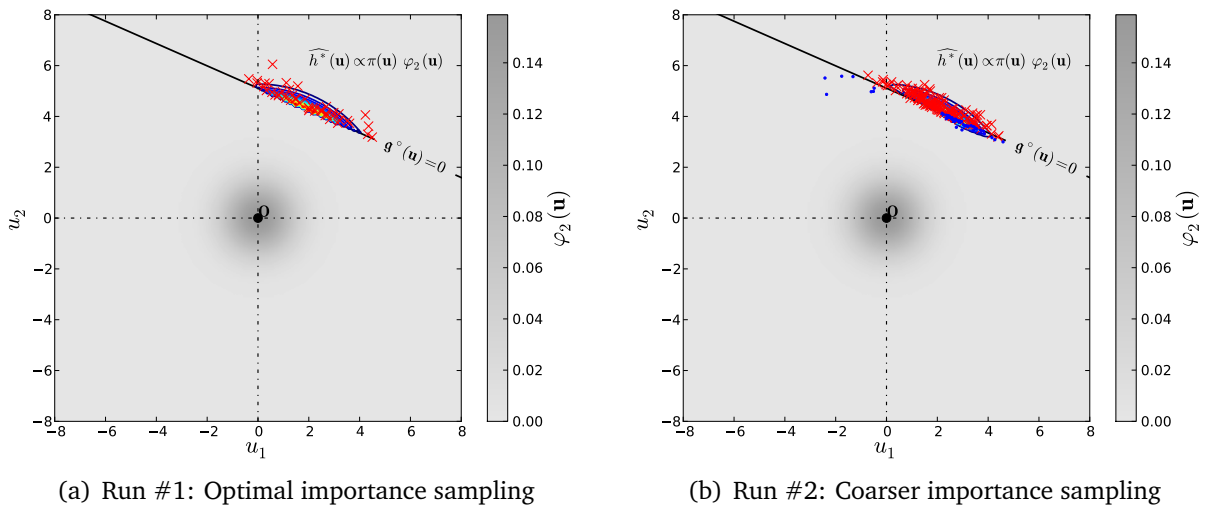 8
6
4
2
0
−2
−4
−6
−8
−8 −6 −4 −2 0 2 4 6 8
u₁
u₂
ĥ*(𝐮) ∝ π(𝐮) φ₂(𝐮)
𝒈°(𝐮)=0
O
0.14
0.12
0.10
0.08
0.06
0.04
0.02
0.00
φ₂(𝐮)
(a) Run #1: Optimal importance sampling
8
6
4
2
0
−2
−4
−6
−8
−8 −6 −4 −2 0 2 4 6 8
u₁
u₂
ĥ*(𝐮) ∝ π(𝐮) φ₂(𝐮)
𝒈°(𝐮)=0
O
0.14
0.12
0.10
0.08
0.06
0.04
0.02
0.00
φ₂(𝐮)
(b) Run #2: Coarser importance sampling